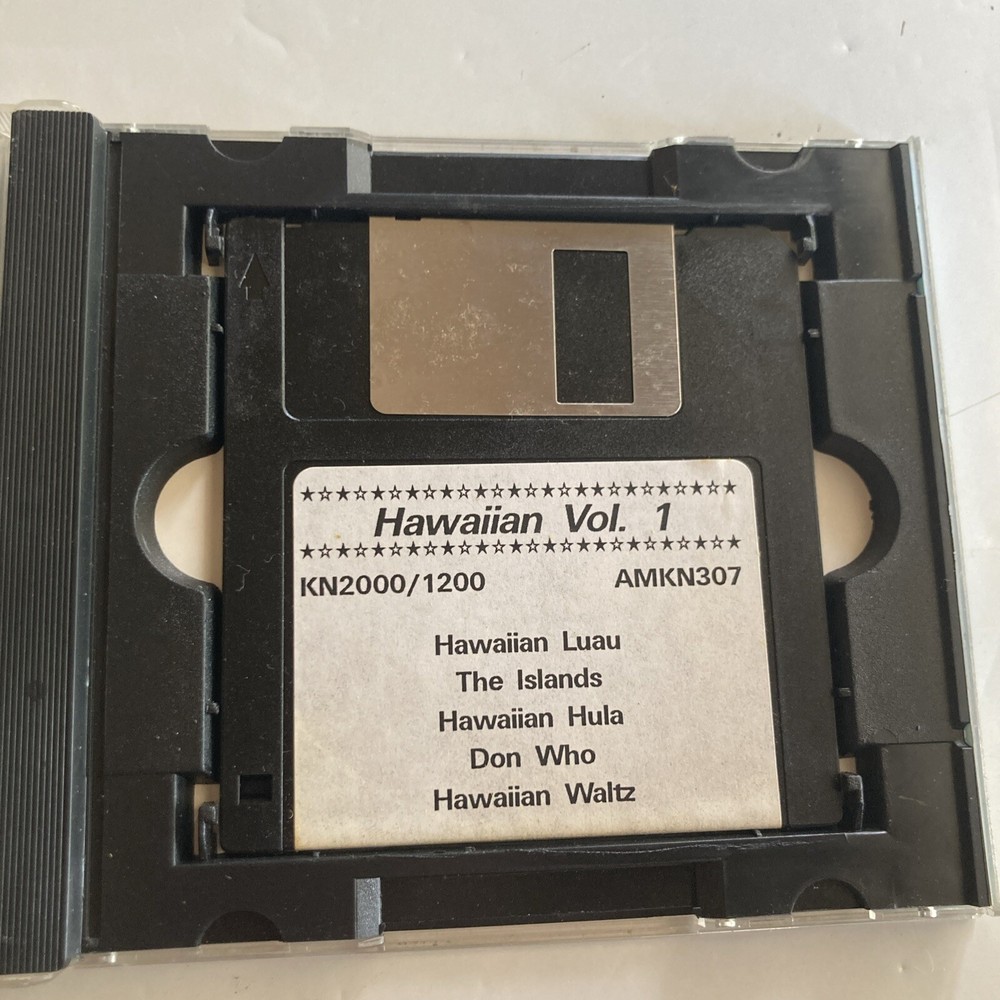 Hawaiian Vol. 1
KN2000/1200 AMKN307
Hawaiian Luau
The Islands
Hawaiian Hula
Don Who
Hawaiian Waltz